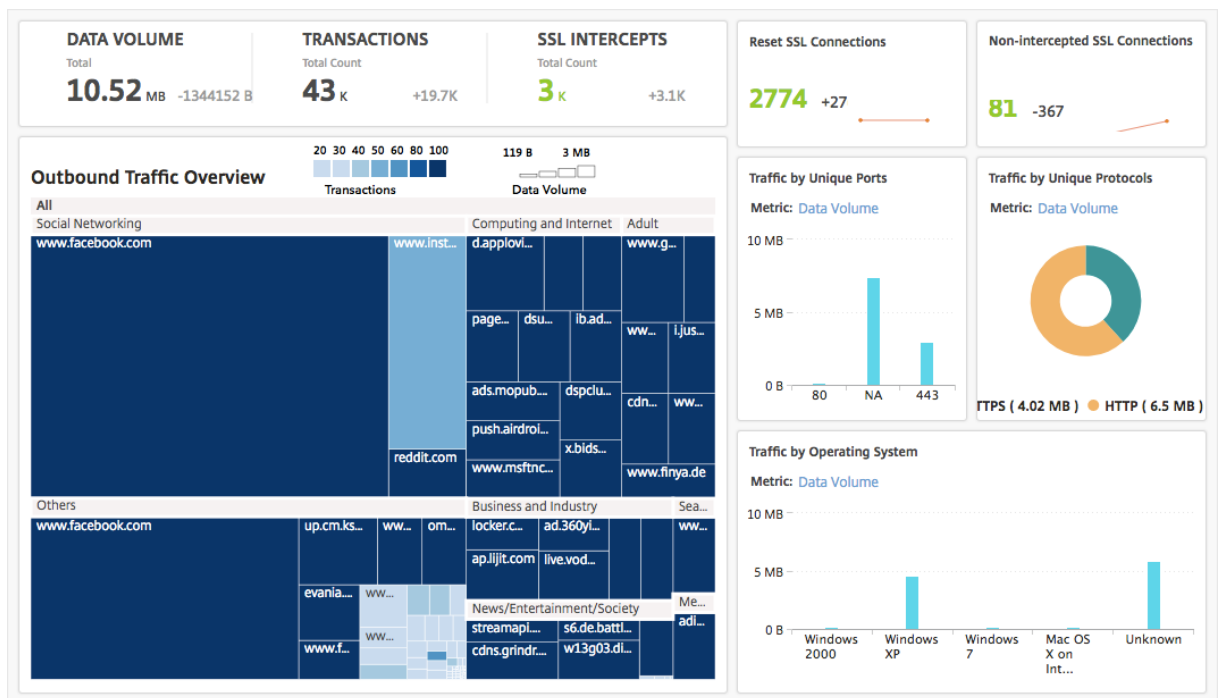 DATA VOLUME
Total
10.52 MB -1344152 B
TRANSACTIONS
Total Count
43 K +19.7K
SSL INTERCEPTS
Total Count
3 K +3.1K
Reset SSL Connections
2774 +27
Non-intercepted SSL Connections
81 -367
Outbound Traffic Overview
20 30 40 50 60 80 100
Transactions
119 B 3 MB
Data Volume
All
Social Networking
www.facebook.com
www.inst...
reddit.com
Computing and Internet
d.applovi...
page...
dsu...
ib.ad...
ads.mopub....
dspclu...
push.airdroi...
x.bids...
www.msftnc...
Adult
www.g...
ww...
i.jus...
cdn...
ww...
www.finya.de
Others
www.facebook.com
up.cm.ks...
ww...
om...
evania....
ww...
ww...
www.f...
Business and Industry
locker.c...
ad.360yi...
ap.lijit.com
live.vod...
Sea...
ww...
News/Entertainment/Society
streamapi....
s6.de.battl...
cdns.grindr....
w13g03.di...
Me...
adi...
Traffic by Unique Ports
Metric: Data Volume
10 MB
5 MB
0 B
80 NA 443
Traffic by Unique Protocols
Metric: Data Volume
TTPS ( 4.02 MB ) HTTP ( 6.5 MB )
Traffic by Operating System
Metric: Data Volume
10 MB
5 MB
0 B
Windows
2000
Windows
XP
Windows
7
Mac OS
X on
Int...
Unknown